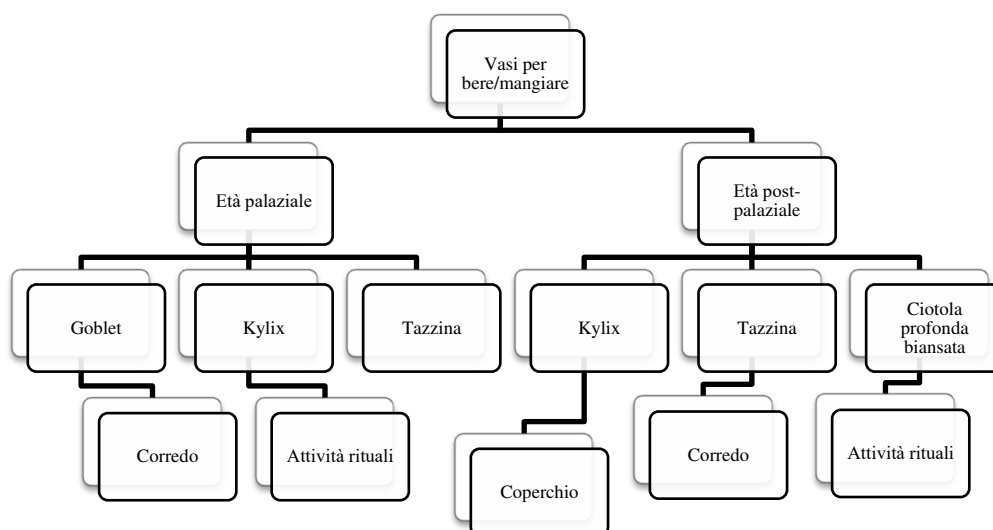 Vasi per
bere/mangiare
Età palaziale
Età post-
palaziale
Goblet
Kylix
Tazzina
Kylix
Tazzina
Ciotola
profonda
biansata
Corredo
Attività rituali
Coperchio
Corredo
Attività rituali